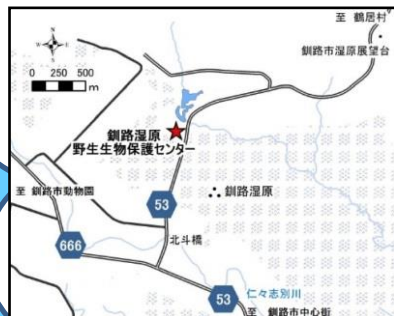 至 鶴居村
釧路市湿原展望台
N
W E
S
0 250 500
m
釧路湿原
野生生物保護センター
至 釧路市動物園
53
釧路湿原
666
北斗橋
仁々志別川
53
至 釧路市中心街